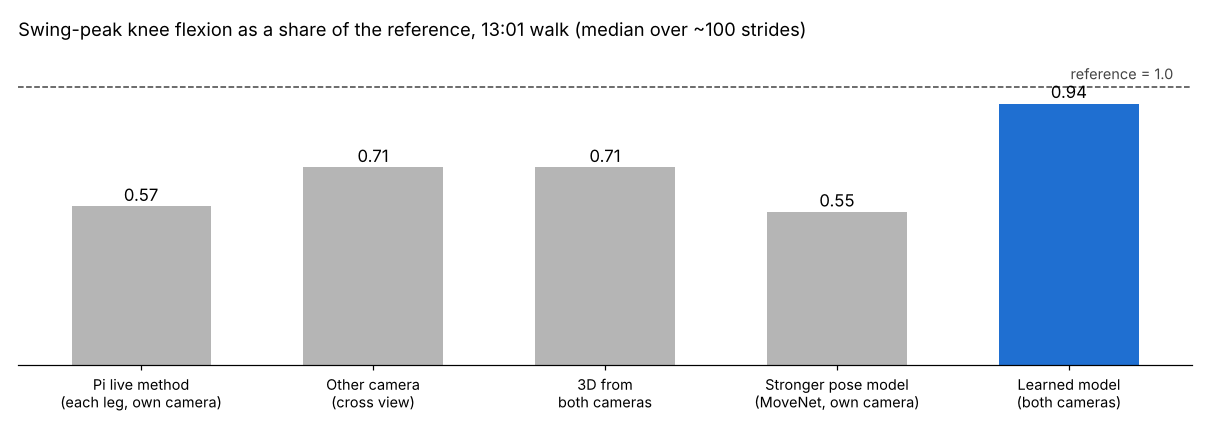 Swing-peak knee flexion as a share of the reference, 13:01 walk (median over ~100 strides)
reference = 1.0
0.57
0.71
0.71
0.55
0.94
Pi live method
(each leg, own camera)
Other camera
(cross view)
3D from
both cameras
Stronger pose model
(MoveNet, own camera)
Learned model
(both cameras)